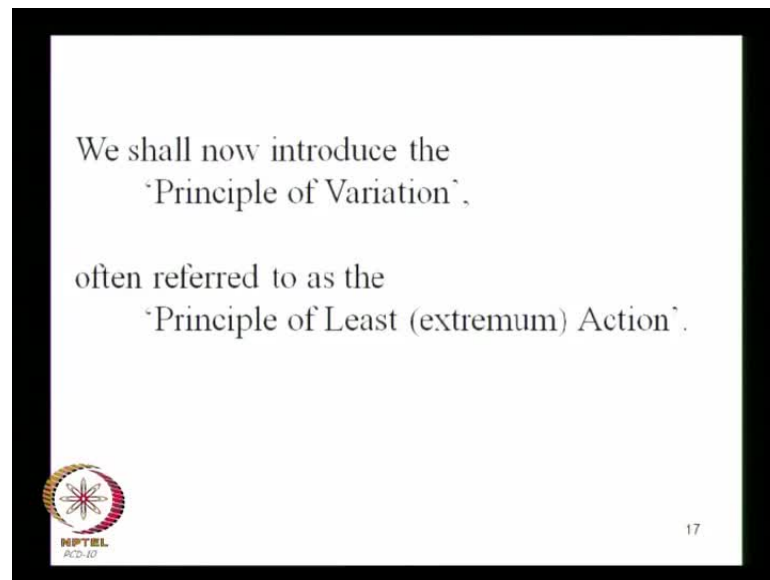 We shall now introduce the
‘Principle of Variation’,
often referred to as the
‘Principle of Least (extremum) Action’.
NPTEL
PCD-10
17